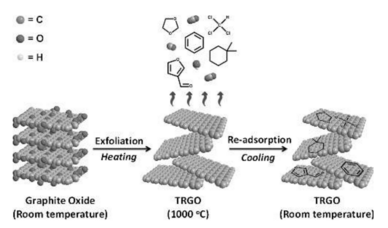 = C
= O
= H
Exfoliation
Heating
Re-adsorption
Cooling
Graphite Oxide
(Room temperature)
TRGO
(1000 °C)
TRGO
(Room temperature)